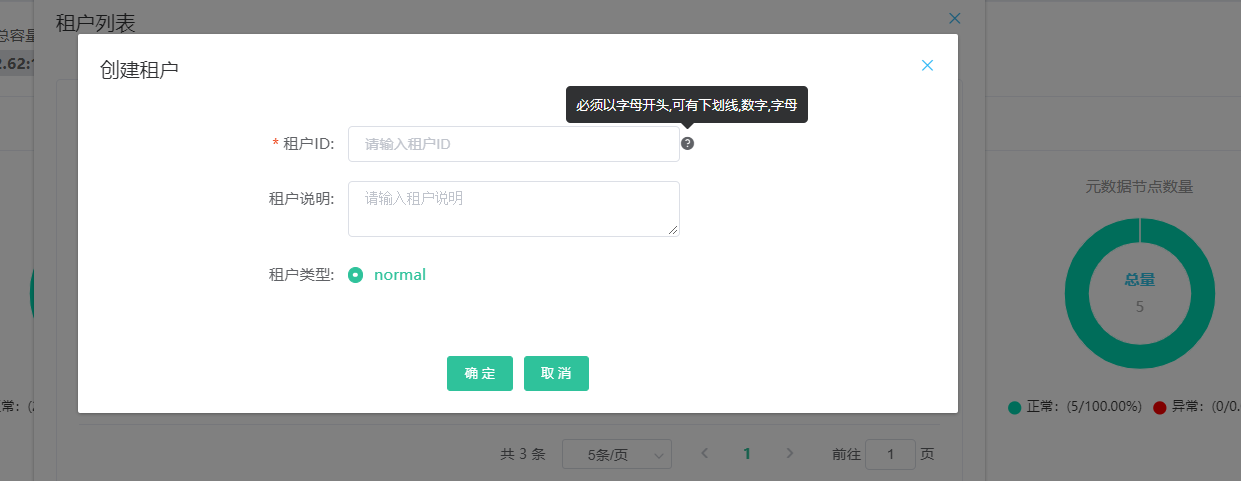 租户列表
总容量
2.62:1
创建租户
必须以字母开头,可有下划线,数字,字母
* 租户ID:
请输入租户ID
?
租户说明:
请输入租户说明
租户类型:
normal
确 定
取 消
元数据节点数量
总量
5
正常:
正常: (5/100.00%)
异常: (0/0.
共 3 条
5条/页
1
前往 1 页